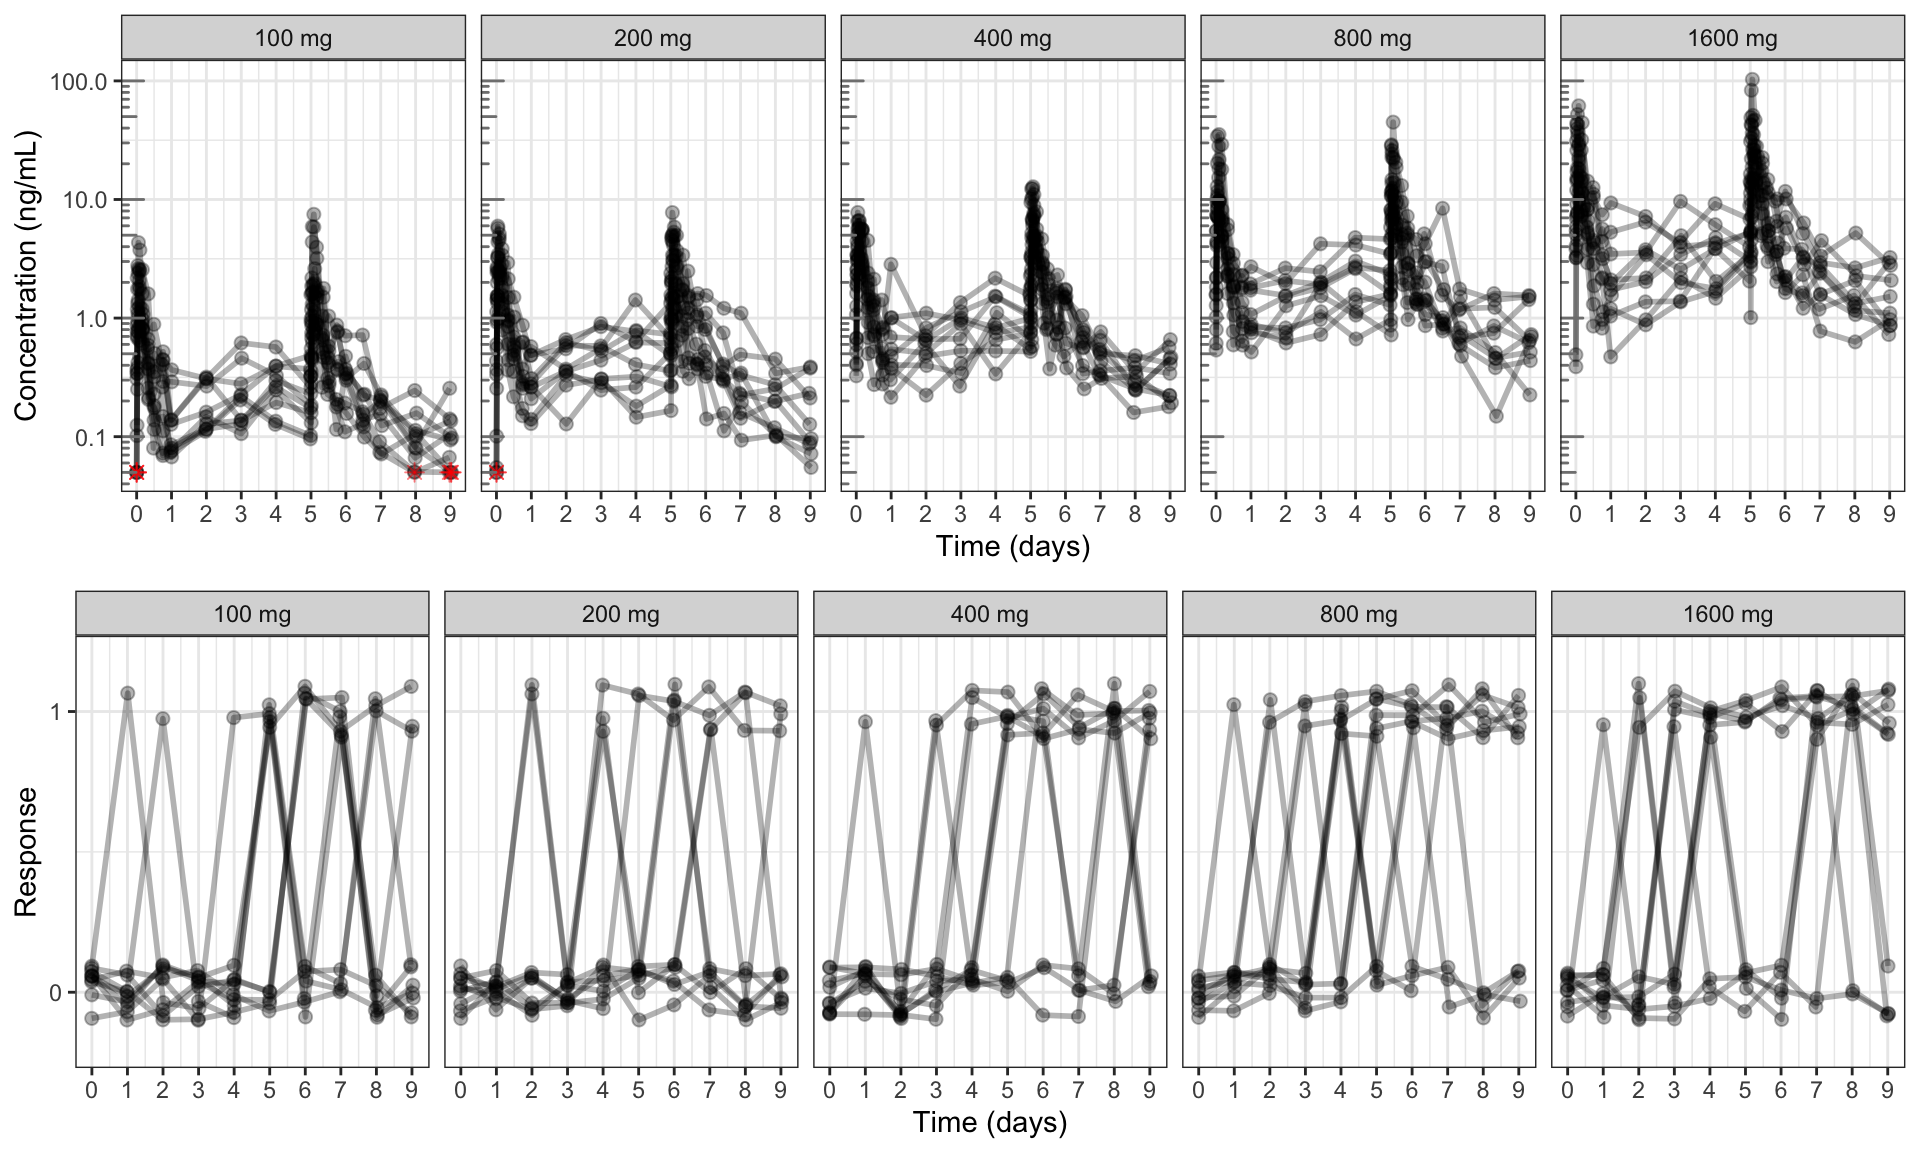 100 mg 200 mg 400 mg 800 mg 1600 mg
Concentration (ng/mL)
100.0
10.0
1.0
0.1
0 1 2 3 4 5 6 7 8 9 0 1 2 3 4 5 6 7 8 9 0 1 2 3 4 5 6 7 8 9 0 1 2 3 4 5 6 7 8 9 0 1 2 3 4 5 6 7 8 9
Time (days)
100 mg 200 mg 400 mg 800 mg 1600 mg
Response
1
0
0 1 2 3 4 5 6 7 8 9 0 1 2 3 4 5 6 7 8 9 0 1 2 3 4 5 6 7 8 9 0 1 2 3 4 5 6 7 8 9 0 1 2 3 4 5 6 7 8 9
Time (days)